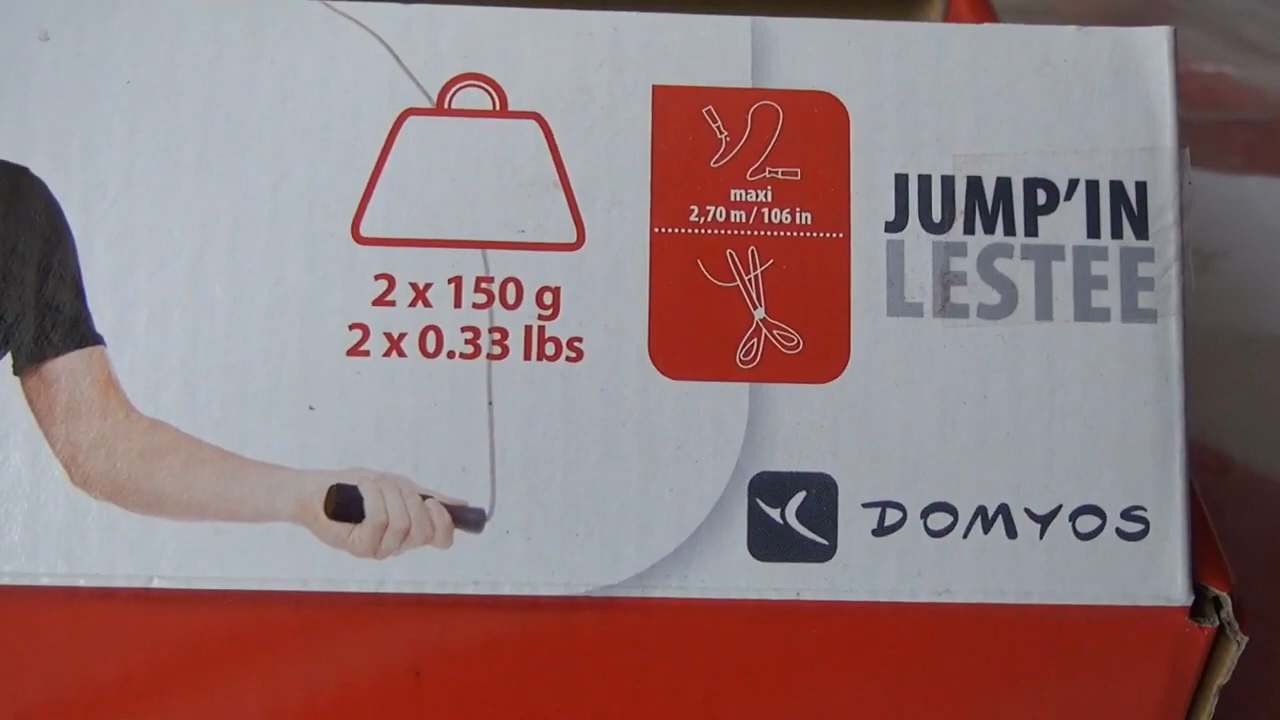 2 x 150 g
2 x 0.33 lbs
maxi
2,70 m / 106 in
JUMP'IN
LESTEE
DOMYOS